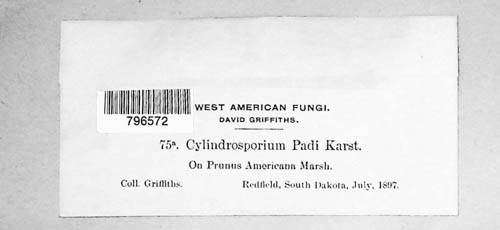 WEST AMERICAN FUNGI.
DAVID GRIFFITHS.
796572
75ª. Cylindrosporium Padi Karst.
On Prunus Americana Marsh.
Coll. Griffiths. Redfield, South Dakota, July, 1897.